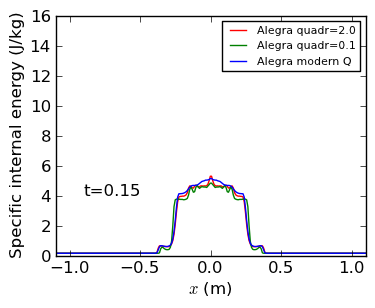 Specific internal energy (J/kg)
16
14
12
10
8
6
4
2
0
Alegra quadr=2.0
Alegra quadr=0.1
Alegra modern Q
t=0.15
−1.0
−0.5
0.0
0.5
1.0
x (m)